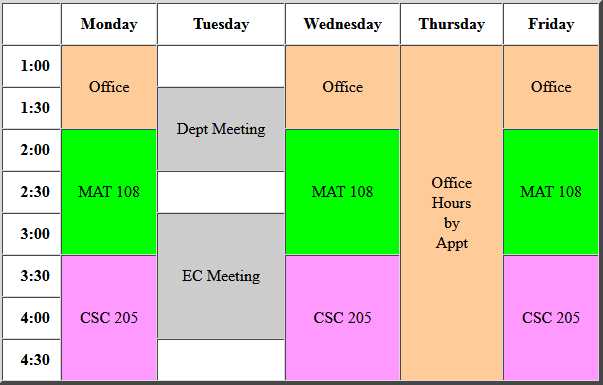 Monday Tuesday Wednesday Thursday Friday
1:00
Office Office Office
1:30
Dept Meeting
2:00
2:30
MAT 108 MAT 108 Office MAT 108
Hours
by
Appt
3:00
3:30
EC Meeting
4:00
CSC 205 CSC 205 CSC 205
4:30